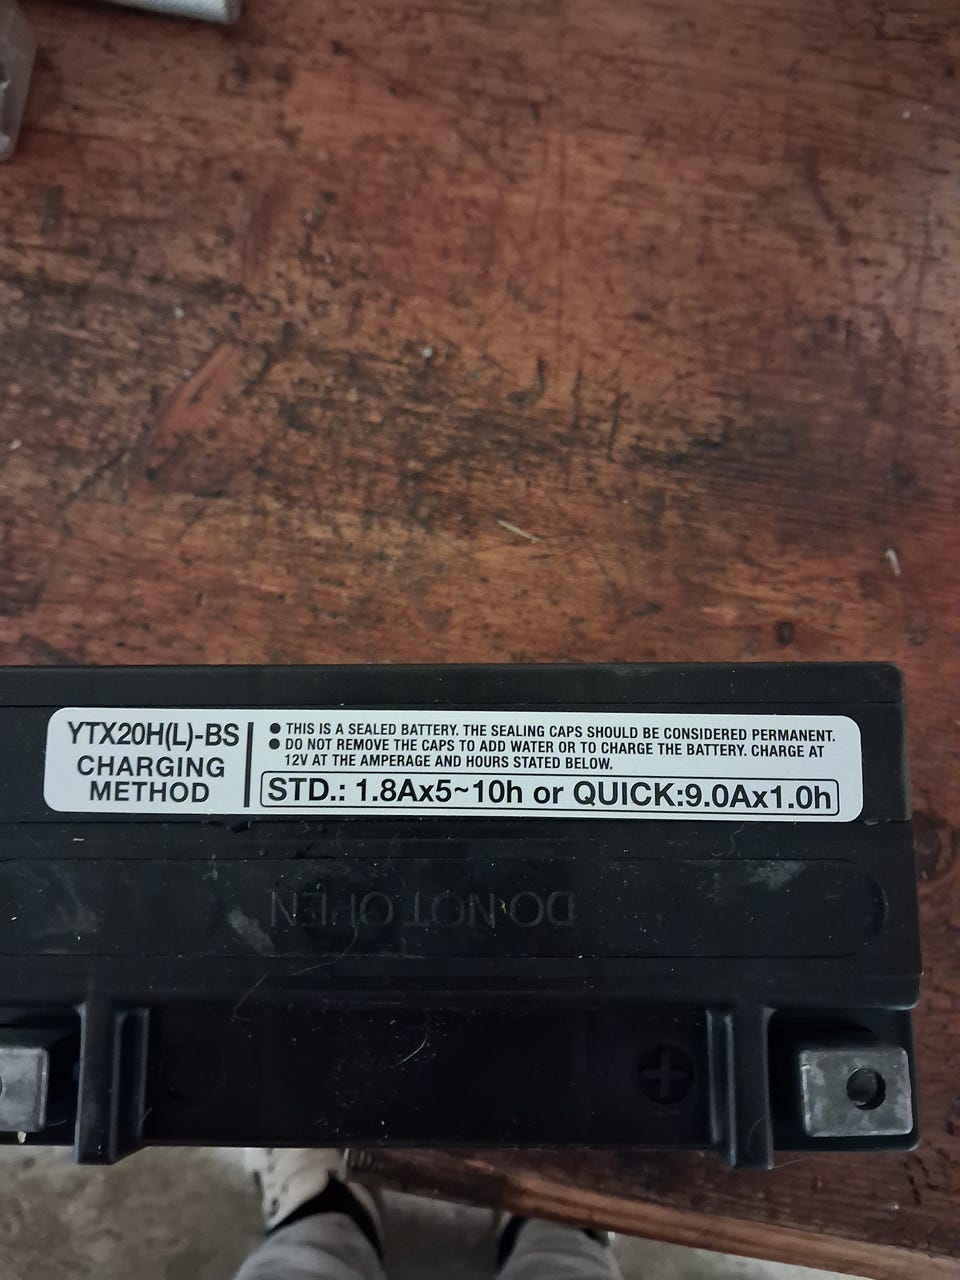 YTX20H(L)-BS
CHARGING
METHOD
● THIS IS A SEALED BATTERY. THE SEALING CAPS SHOULD BE CONSIDERED PERMANENT.
● DO NOT REMOVE THE CAPS TO ADD WATER OR TO CHARGE THE BATTERY. CHARGE AT
12V AT THE AMPERAGE AND HOURS STATED BELOW.
STD.: 1.8Ax5~10h or QUICK:9.0Ax1.0h
DO NOT OPEN
+